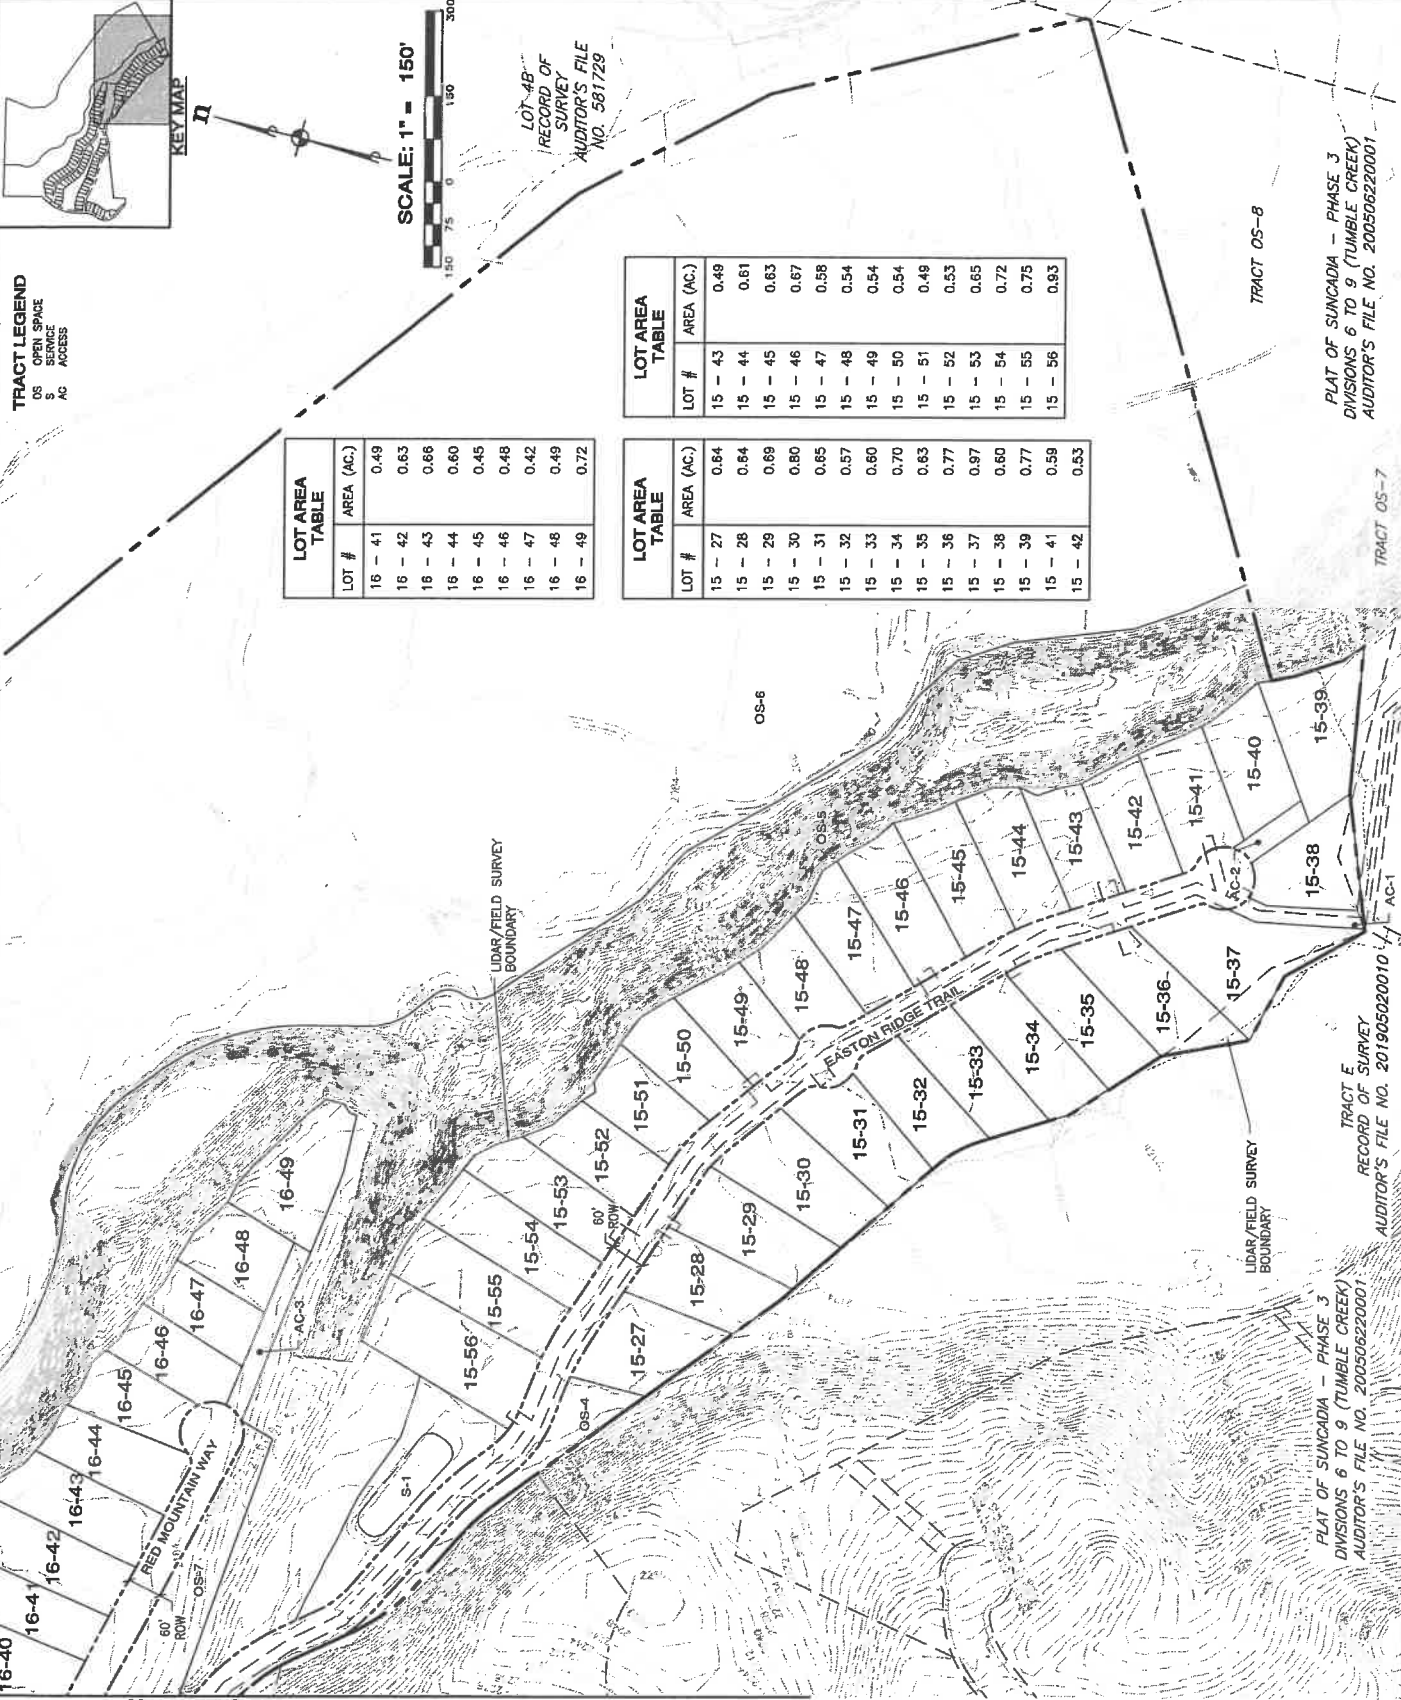 KEY MAP
n
SCALE: 1" = 150'
150 75 0 150 300
TRACT LEGEND
OS OPEN SPACE
S SERVICE
AC ACCESS
LOT 4B
RECORD OF
SURVEY
AUDITOR'S FILE
NO. 581729
LOT AREA
TABLE
LOT # AREA (AC.)
16 - 41 0.49
16 - 42 0.63
16 - 43 0.66
16 - 44 0.60
16 - 45 0.45
16 - 46 0.48
16 - 47 0.42
16 - 48 0.49
16 - 49 0.72
LOT AREA
TABLE
LOT # AREA (AC.)
15 - 27 0.64
15 - 28 0.64
15 - 29 0.69
15 - 30 0.80
15 - 31 0.65
15 - 32 0.57
15 - 33 0.60
15 - 34 0.70
15 - 35 0.63
15 - 36 0.77
15 - 37 0.97
15 - 38 0.60
15 - 39 0.77
15 - 41 0.59
15 - 42 0.53
LOT AREA
TABLE
LOT # AREA (AC.)
15 - 43 0.49
15 - 44 0.61
15 - 45 0.63
15 - 46 0.67
15 - 47 0.58
15 - 48 0.54
15 - 49 0.54
15 - 50 0.54
15 - 51 0.49
15 - 52 0.53
15 - 53 0.65
15 - 54 0.72
15 - 55 0.75
15 - 56 0.93
16-40
16-41
16-42
16-43
16-44
16-45
16-46
16-47
16-48
16-49
RED MOUNTAIN WAY
60'
ROW
OS-7
AC-3
S-1
OS-4
LIDAR/FIELD SURVEY
BOUNDARY
OS-6
OS-5
15-56
15-55
15-54
15-53
15-52
15-51
15-50
15-49
15-48
15-47
15-46
15-45
15-44
15-43
15-42
15-41
15-40
15-39
15-38
15-37
15-36
15-35
15-34
15-33
15-32
15-31
15-30
15-29
15-28
15-27
60'
ROW
EASTON RIDGE TRAIL
AC-2
AC-1
LIDAR/FIELD SURVEY
BOUNDARY
TRACT E
RECORD OF SURVEY
AUDITOR'S FILE NO. 201905020010
PLAT OF SUNCADIA - PHASE 3
DIVISIONS 6 TO 9 (TUMBLE CREEK)
AUDITOR'S FILE NO. 200506220001
TRACT OS-8
PLAT OF SUNCADIA - PHASE 3
DIVISIONS 6 TO 9 (TUMBLE CREEK)
AUDITOR'S FILE NO. 200506220001
TRACT OS-7